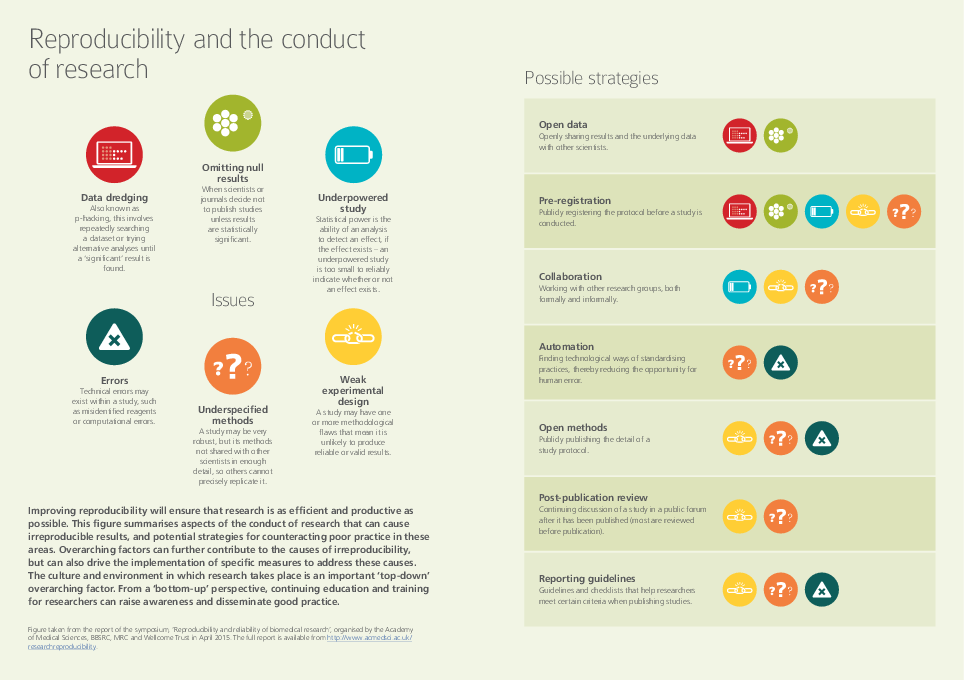 Reproducibility and the conduct
of research
Data dredging
Also known as
p-hacking, this involves
repeatedly searching
a dataset or trying
alternative analyses until
a ‘significant’ result is
found.
Omitting null
results
When scientists or
journals decide not
to publish studies
unless results
are statistically
significant.
Underpowered
study
Statistical power is the
ability of an analysis
to detect an effect, if
the effect exists – an
underpowered study
is too small to reliably
indicate whether or not
an effect exists.
Issues
Errors
Technical errors may
exist within a study, such
as misidentified reagents
or computational errors.
???
Underspecified
methods
A study may be very
robust, but its methods
not shared with other
scientists in enough
detail, so others cannot
precisely replicate it.
Weak
experimental
design
A study may have one
or more methodological
flaws that mean it is
unlikely to produce
reliable or valid results.
Improving reproducibility will ensure that research is as efficient and productive as
possible. This figure summarises aspects of the conduct of research that can cause
irreproducible results, and potential strategies for counteracting poor practice in these
areas. Overarching factors can further contribute to the causes of irreproducibility,
but can also drive the implementation of specific measures to address these causes.
The culture and environment in which research takes place is an important ‘top-down’
overarching factor. From a ‘bottom-up’ perspective, continuing education and training
for researchers can raise awareness and disseminate good practice.
Figure taken from the report of the symposium, ‘Reproducibility and reliability of biomedical research’, organised by the Academy
of Medical Sciences, BBSRC, MRC and Wellcome Trust in April 2015. The full report is available from http://www.acmedsci.ac.uk/
researchreproducibility.
Possible strategies
Open data
Openly sharing results and the underlying data
with other scientists.
Pre-registration
Publicly registering the protocol before a study is
conducted.
???
Collaboration
Working with other research groups, both
formally and informally.
???
Automation
Finding technological ways of standardising
practices, thereby reducing the opportunity for
human error.
???
Open methods
Publicly publishing the detail of a
study protocol.
???
Post-publication review
Continuing discussion of a study in a public forum
after it has been published (most are reviewed
before publication).
???
Reporting guidelines
Guidelines and checklists that help researchers
meet certain criteria when publishing studies.
???